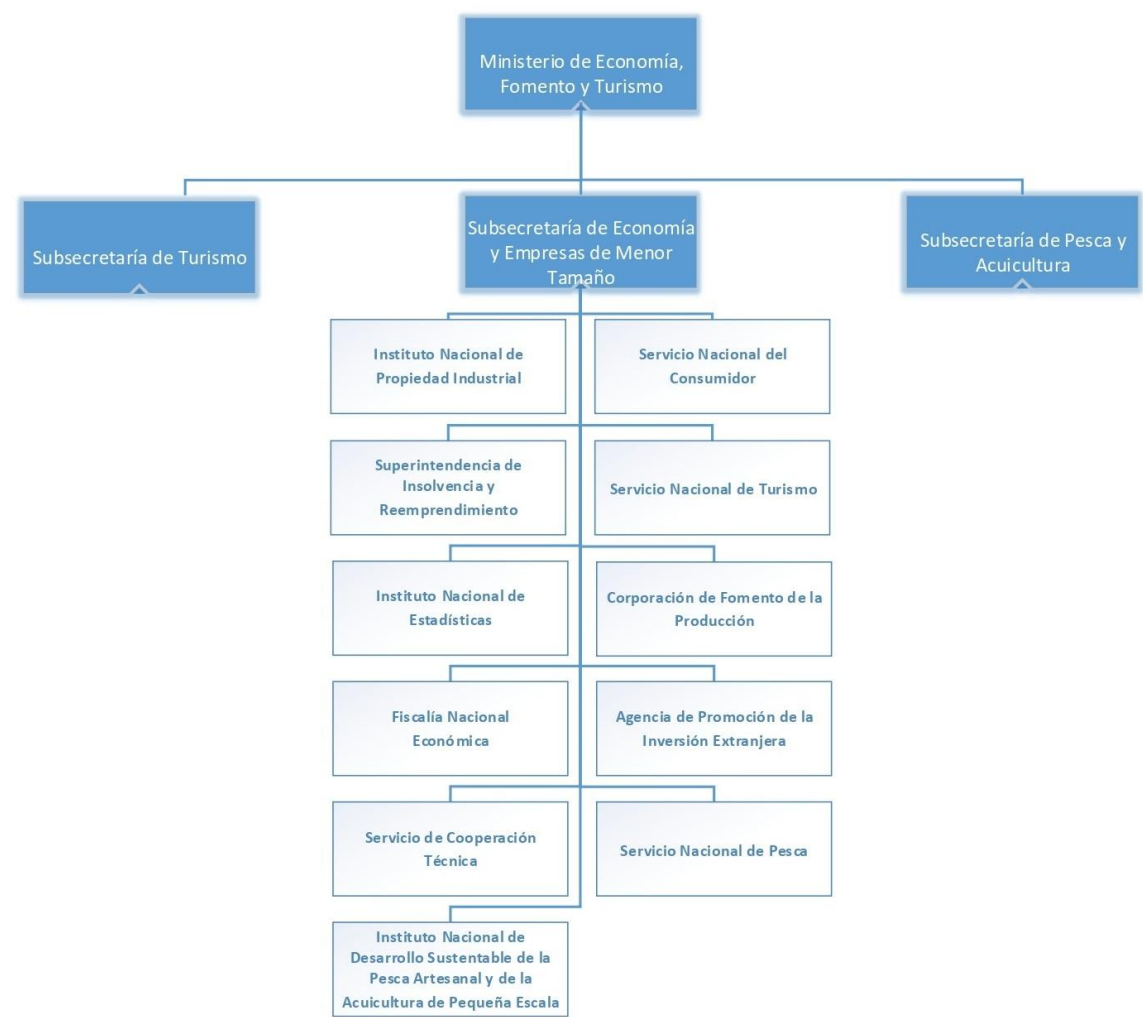 Ministerio de Economía,
Fomento y Turismo
Subsecretaría de Turismo
Subsecretaría de Economía
y Empresas de Menor
Tamaño
Subsecretaría de Pesca y
Acuicultura
Instituto Nacional de
Propiedad Industrial
Servicio Nacional del
Consumidor
Superintendencia de
Insolvencia y
Reemprendimiento
Servicio Nacional de Turismo
Instituto Nacional de
Estadísticas
Corporación de Fomento de la
Producción
Fiscalía Nacional
Económica
Agencia de Promoción de la
Inversión Extranjera
Servicio de Cooperación
Técnica
Servicio Nacional de Pesca
Instituto Nacional de
Desarrollo Sustentable de la
Pesca Artesanal y de la
Acuicultura de Pequeña Escala